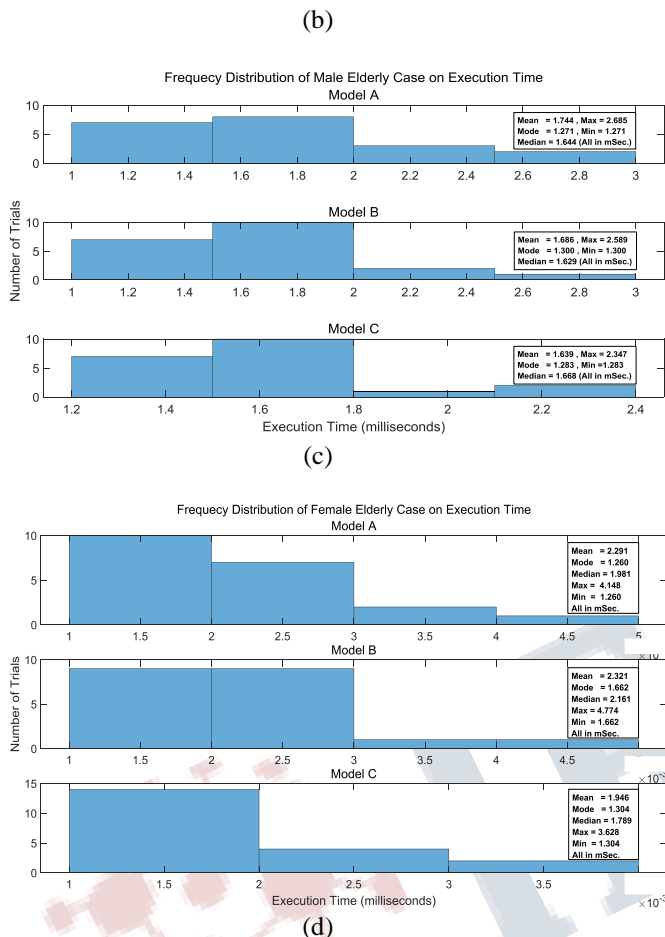 (b)
Frequecy Distribution of Male Elderly Case on Execution Time
Model A
10
5
0
Mean = 1.744 , Max = 2.685
Mode = 1.271 , Min = 1.271
Median = 1.644 (All in mSec.)
1 1.2 1.4 1.6 1.8 2 2.2 2.4 2.6 2.8 3
Model B
10
5
0
Mean = 1.686 , Max = 2.589
Mode = 1.300 , Min = 1.300
Median = 1.629 (All in mSec.)
1 1.2 1.4 1.6 1.8 2 2.2 2.4 2.6 2.8 3
Number of Trials
Model C
10
5
0
Mean = 1.639 , Max = 2.347
Mode = 1.283 , Min =1.283
Median = 1.668 (All in mSec.)
1.2 1.4 1.6 1.8 2 2.2 2.4
Execution Time (milliseconds)
(c)
Frequecy Distribution of Female Elderly Case on Execution Time
Model A
10
5
0
Mean = 2.291
Mode = 1.260
Median = 1.981
Max = 4.148
Min = 1.260
All in mSec.
1 1.5 2 2.5 3 3.5 4 4.5 5
Model B
10
5
0
Mean = 2.321
Mode = 1.662
Median = 2.161
Max = 4.774
Min = 1.662
All in mSec.
1 1.5 2 2.5 3 3.5 4 4.5 5
Number of Trials
Model C
15
10
5
0
Mean = 1.946
Mode = 1.304
Median = 1.789
Max = 3.628
Min = 1.304
All in mSec.
1 1.5 2 2.5 3 3.5
Execution Time (milliseconds)
(d)